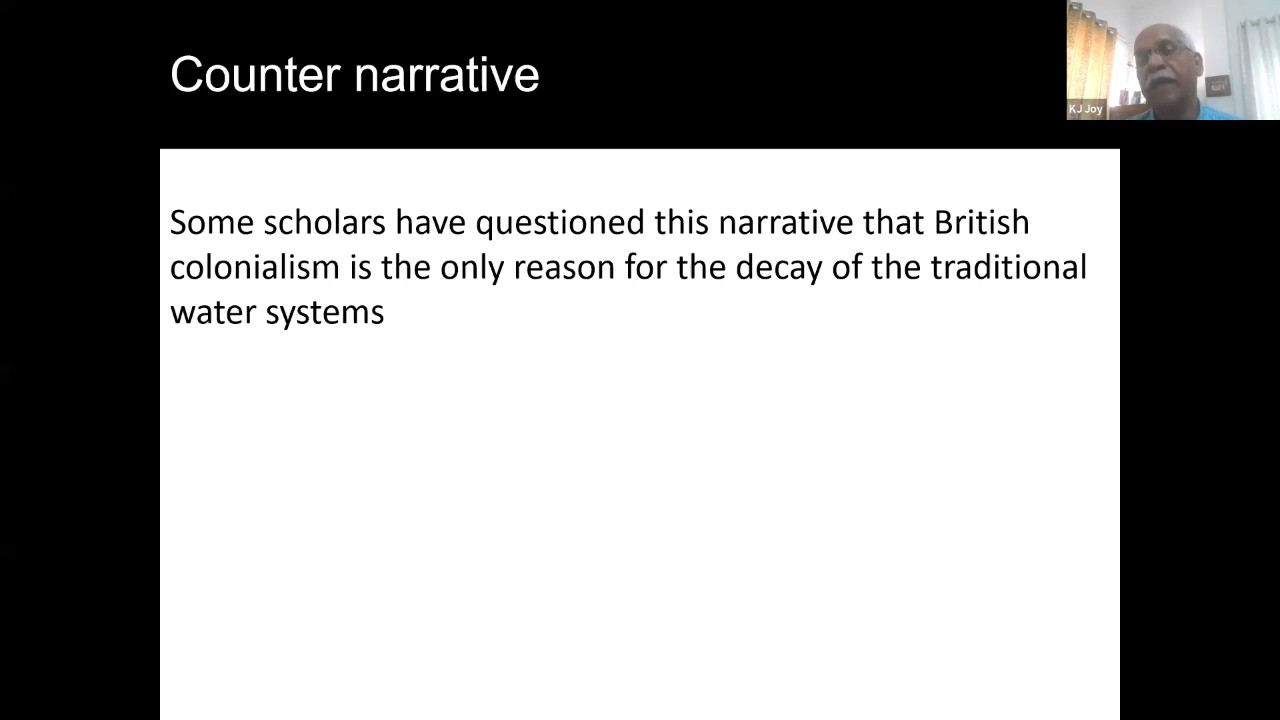 Counter narrative
KJ Joy
Some scholars have questioned this narrative that British
colonialism is the only reason for the decay of the traditional
water systems